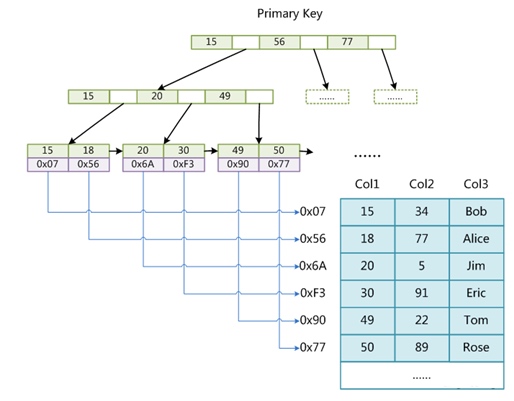 Primary Key
15 56 77
15 20 49
...... ......
15 18 20 30 49 50
0x07 0x56 0x6A 0xF3 0x90 0x77
......
Col1 Col2 Col3
0x07 15 34 Bob
0x56 18 77 Alice
0x6A 20 5 Jim
0xF3 30 91 Eric
0x90 49 22 Tom
0x77 50 89 Rose
......